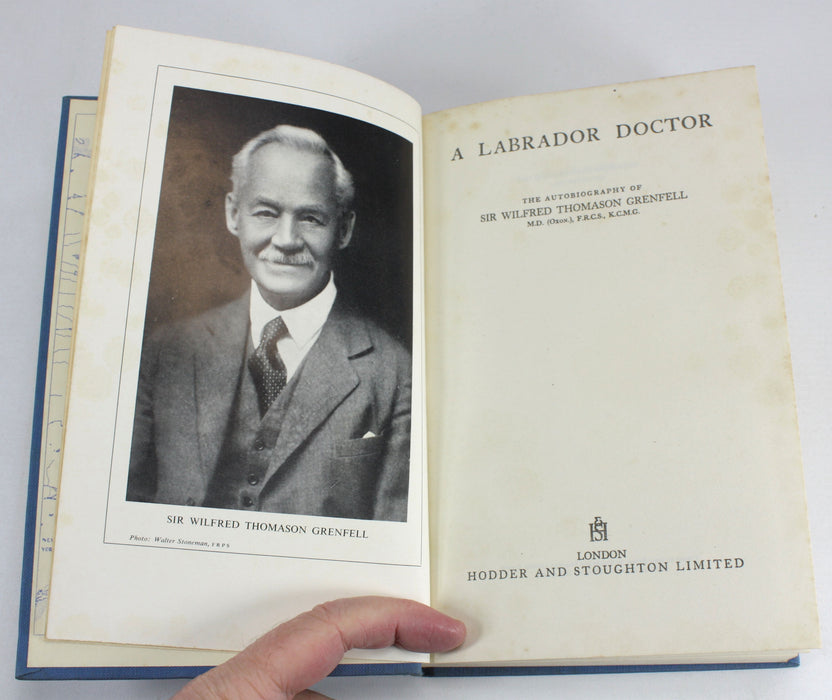 SIR WILFRED THOMASON GRENFELL
Photo: Walter Stoneman, FRPS
A LABRADOR DOCTOR
THE AUTOBIOGRAPHY OF
SIR WILFRED THOMASON GRENFELL
M.D. (Oxon.), F.R.C.S., K.C.M.G.
LONDON
HODDER AND STOUGHTON LIMITED